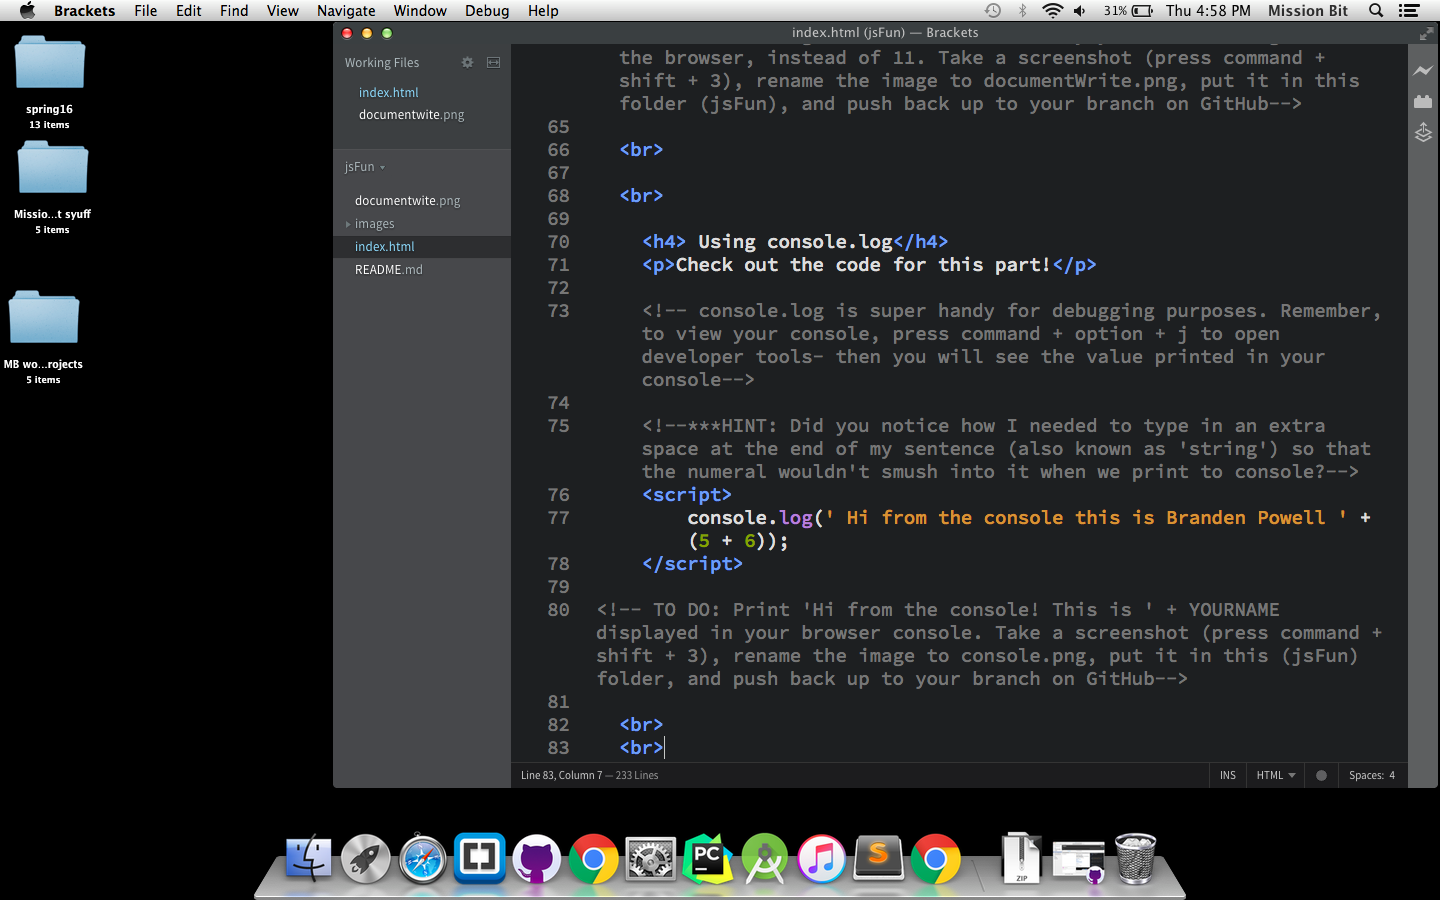 Brackets File Edit Find View Navigate Window Debug Help 31% Thu 4:58 PM Mission Bit
index.html (jsFun) — Brackets
spring16
13 items
Missio...t syuff
5 items
MB wo...rojects
5 items
Working Files
index.html
documentwite.png
jsFun
documentwite.png
images
index.html
README.md
the browser, instead of 11. Take a screenshot (press command +
shift + 3), rename the image to documentWrite.png, put it in this
folder (jsFun), and push back up to your branch on GitHub-->
65
66 <br>
67
68 <br>
69
70 <h4> Using console.log</h4>
71 <p>Check out the code for this part!</p>
72
73 <!-- console.log is super handy for debugging purposes. Remember,
to view your console, press command + option + j to open
developer tools- then you will see the value printed in your
console-->
74
75 <!--***HINT: Did you notice how I needed to type in an extra
space at the end of my sentence (also known as 'string') so that
the numeral wouldn't smush into it when we print to console?-->
76 <script>
77 console.log(' Hi from the console this is Branden Powell ' +
(5 + 6));
78 </script>
79
80 <!-- TO DO: Print 'Hi from the console! This is ' + YOURNAME
displayed in your browser console. Take a screenshot (press command +
shift + 3), rename the image to console.png, put it in this (jsFun)
folder, and push back up to your branch on GitHub-->
81
82 <br>
83 <br>
Line 83, Column 7 — 233 Lines INS HTML Spaces: 4
PC
S
ZIP